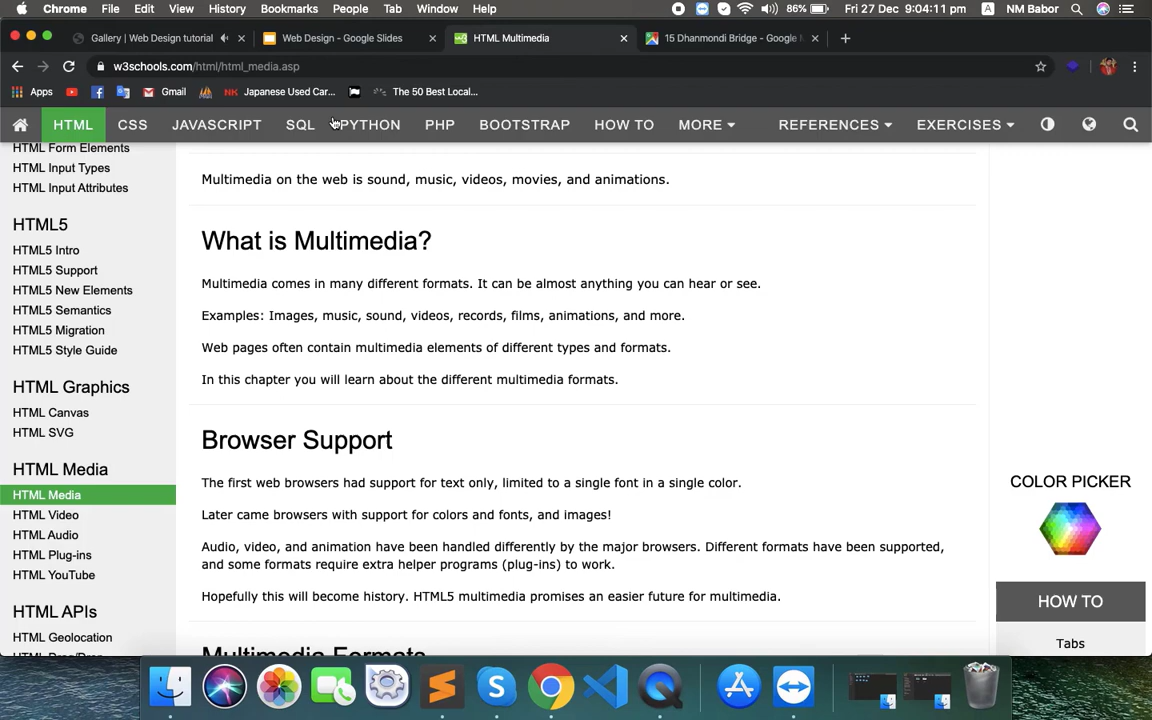 Chrome File Edit View History Bookmarks People Tab Window Help 86% Fri 27 Dec 9:04:11 pm A NM Babor
Gallery | Web Design tutorial × Web Design - Google Slides × HTML Multimedia × 15 Dhanmondi Bridge - Google × +
w3schools.com/html/html_media.asp
Apps Gmail NK Japanese Used Car... The 50 Best Local...
HTML CSS JAVASCRIPT SQL PYTHON PHP BOOTSTRAP HOW TO MORE REFERENCES EXERCISES
HTML Form Elements
HTML Input Types
HTML Input Attributes
HTML5
HTML5 Intro
HTML5 Support
HTML5 New Elements
HTML5 Semantics
HTML5 Migration
HTML5 Style Guide
HTML Graphics
HTML Canvas
HTML SVG
HTML Media
HTML Media
HTML Video
HTML Audio
HTML Plug-ins
HTML YouTube
HTML APIs
HTML Geolocation
Multimedia on the web is sound, music, videos, movies, and animations.
What is Multimedia?
Multimedia comes in many different formats. It can be almost anything you can hear or see.
Examples: Images, music, sound, videos, records, films, animations, and more.
Web pages often contain multimedia elements of different types and formats.
In this chapter you will learn about the different multimedia formats.
Browser Support
The first web browsers had support for text only, limited to a single font in a single color.
Later came browsers with support for colors and fonts, and images!
Audio, video, and animation have been handled differently by the major browsers. Different formats have been supported,
and some formats require extra helper programs (plug-ins) to work.
Hopefully this will become history. HTML5 multimedia promises an easier future for multimedia.
Multimedia Formats
COLOR PICKER
HOW TO
Tabs